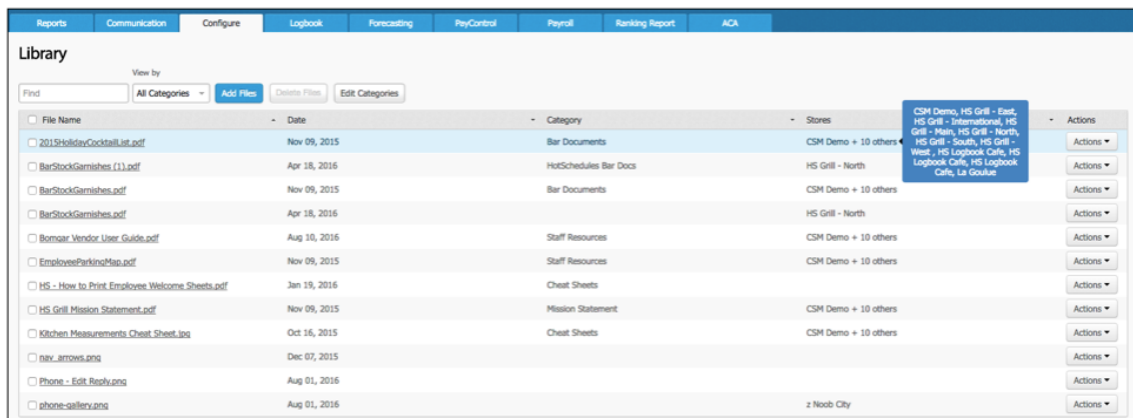 Reports Communication Configure Logbook Forecasting PayControl Payroll Ranking Report ACA
Library
View by
Find All Categories Add Files Delete Files Edit Categories
File Name Date Category Stores Actions
2015HolidayCocktailList.pdf Nov 09, 2015 Bar Documents CSM Demo + 10 others Actions
CSM Demo, HS Grill - East,
HS Grill - International, HS
Grill - Main, HS Grill - North,
HS Grill - South, HS Grill -
West , HS Logbook Cafe, HS
Logbook Cafe, HS Logbook
Cafe, La Goulue
BarStockGarnishes (1).pdf Apr 18, 2016 HotSchedules Bar Docs HS Grill - North Actions
BarStockGarnishes.pdf Nov 09, 2015 Bar Documents CSM Demo + 10 others Actions
BarStockGarnishes.pdf Apr 18, 2016 HS Grill - North Actions
Bomgar Vendor User Guide.pdf Aug 10, 2016 Staff Resources CSM Demo + 10 others Actions
EmployeeParkingMap.pdf Nov 09, 2015 Staff Resources CSM Demo + 10 others Actions
HS - How to Print Employee Welcome Sheets.pdf Jan 19, 2016 Cheat Sheets Actions
HS Grill Mission Statement.pdf Nov 09, 2015 Mission Statement CSM Demo + 10 others Actions
Kitchen Measurements Cheat Sheet.jpg Oct 16, 2015 Cheat Sheets CSM Demo + 10 others Actions
nav_arrows.png Dec 07, 2015 Actions
Phone - Edit Reply.png Aug 01, 2016 Actions
phone-gallery.png Aug 01, 2016 z Noob City Actions